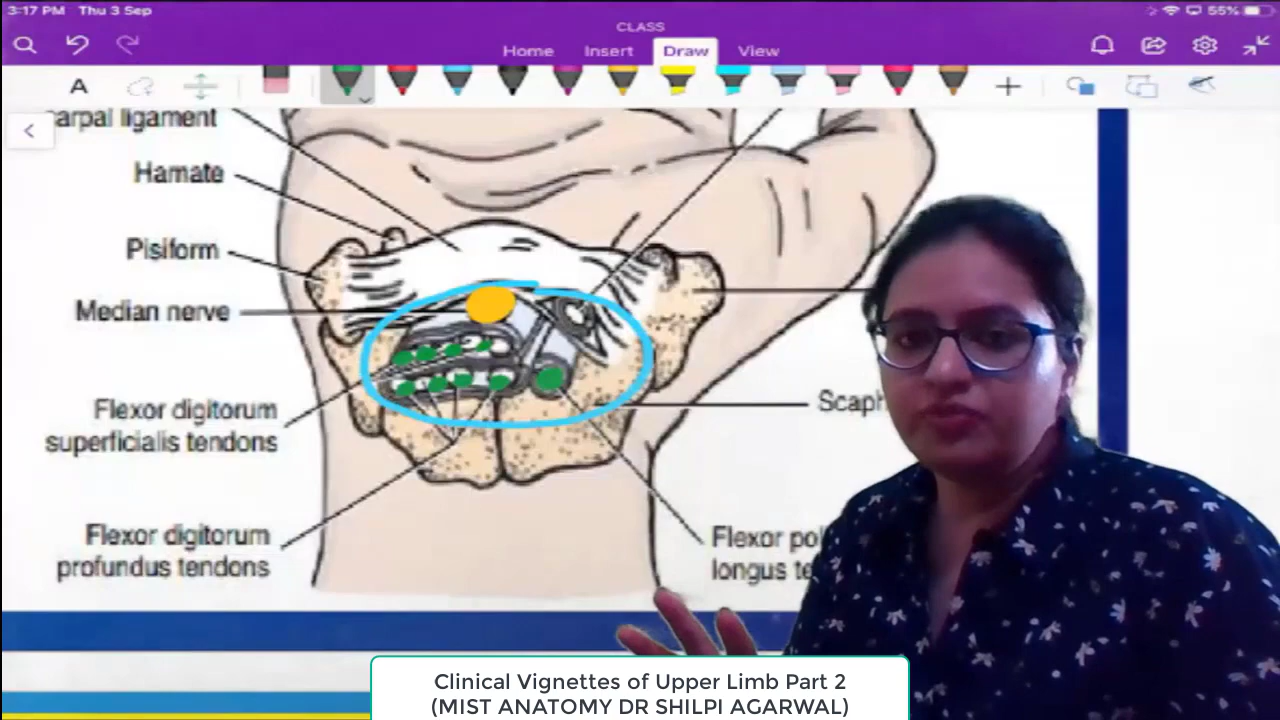 3:17 PM Thu 3 Sep
55%
CLASS
Home Insert Draw View
A
arpal ligament
Hamate
Pisiform
Median nerve
Flexor digitorum
superficialis tendons
Flexor digitorum
profundus tendons
Scaph
Flexor pol
longus te
Clinical Vignettes of Upper Limb Part 2
(MIST ANATOMY DR SHILPI AGARWAL)